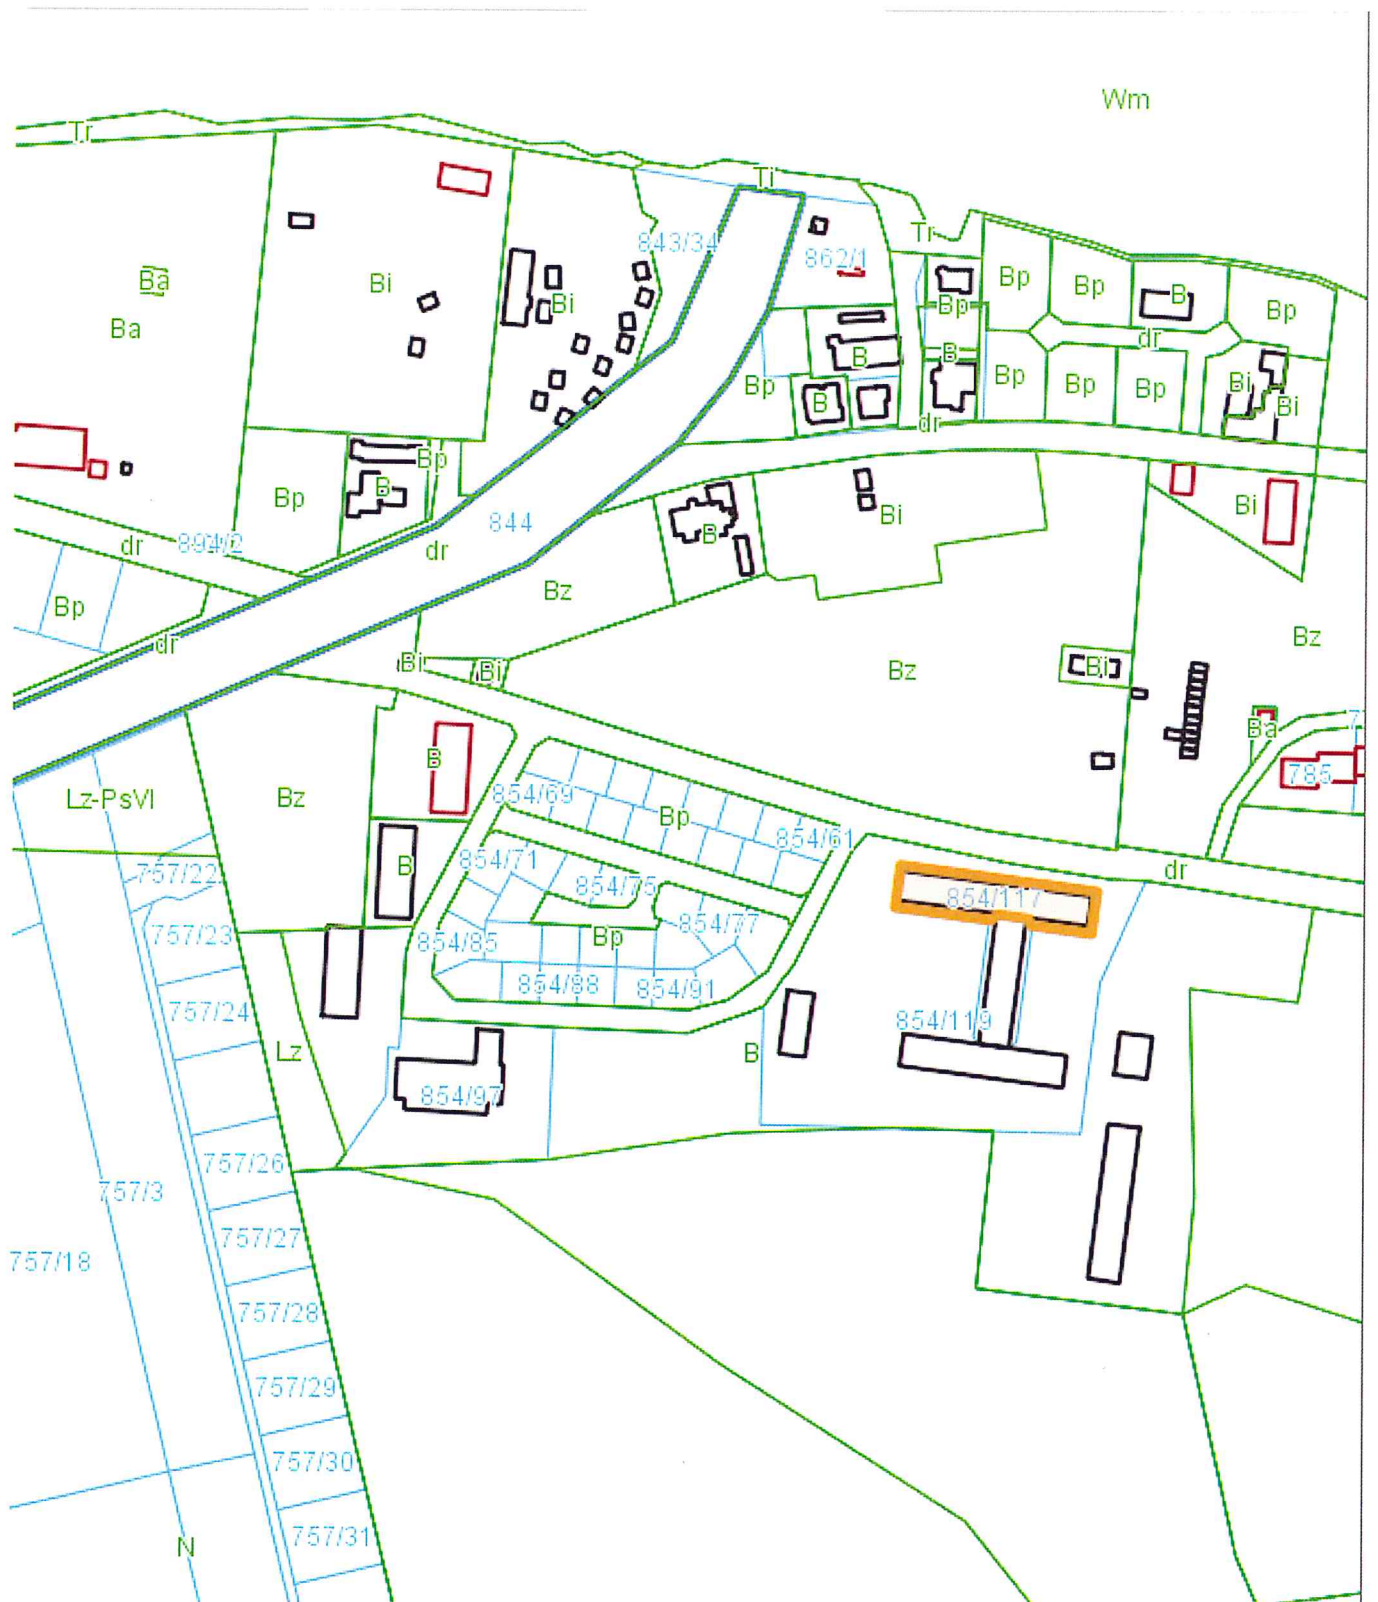 Wm
Tr
Ti
843/34
862/1
Tr
Ba
Ba
Bi
Bi
Bp
Bp
B
Bp
Bp
dr
B
B
Bp
B
Bp
Bp
Bp
Bi
Bi
dr
Bp
B
Bp
844
B
Bi
Bi
dr
dr
Bp
Bz
dr
Bz
Bi
Bi
Bz
Bi
Ba
785
B
Lz-PsVI
Bz
854/69
Bp
854/61
B
854/71
757/22
854/75
dr
854/117
854/77
757/23
854/85
Bp
854/88
854/91
757/24
854/119
Lz
B
854/97
757/26
757/3
757/27
757/18
757/28
757/29
757/30
757/31
N